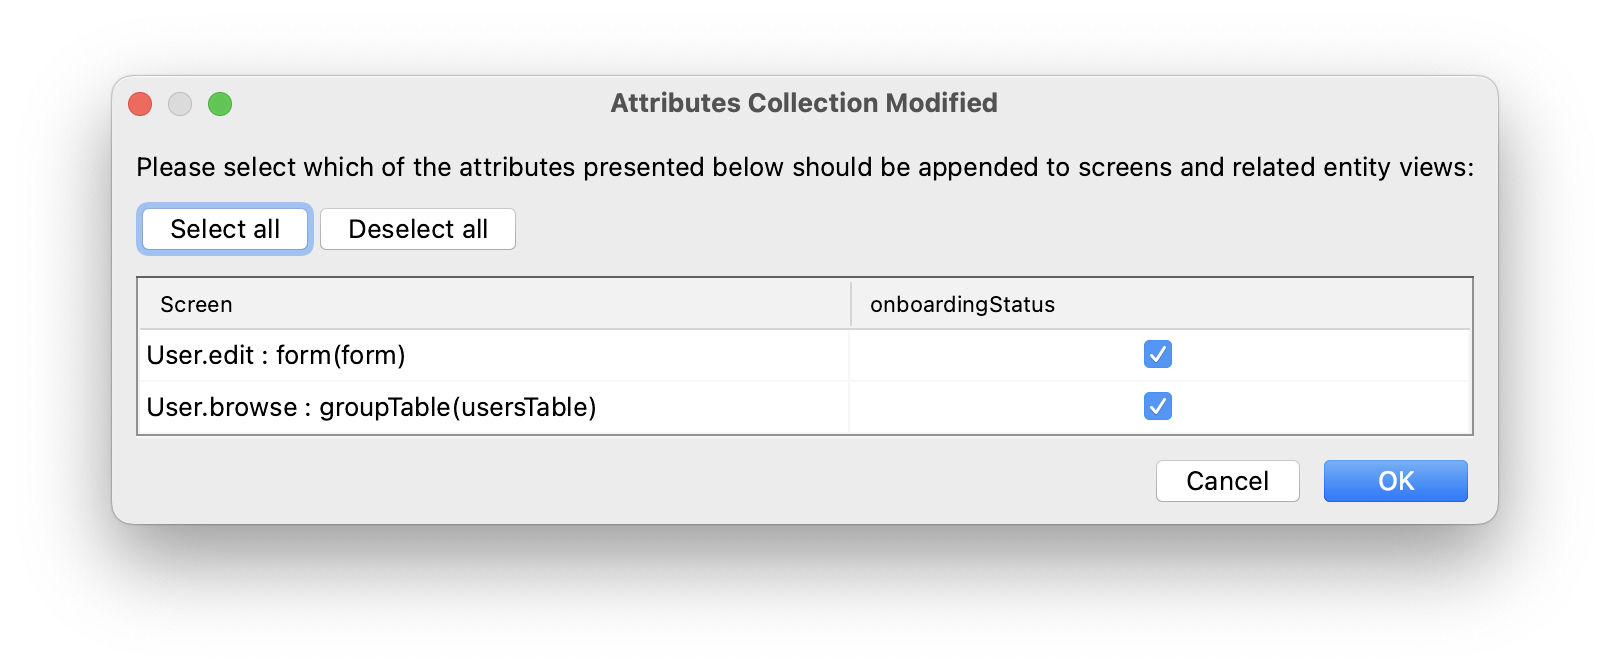 Attributes Collection Modified
Please select which of the attributes presented below should be appended to screens and related entity views:
Select all Deselect all
Screen onboardingStatus
User.edit : form(form)
User.browse : groupTable(usersTable)
Cancel OK